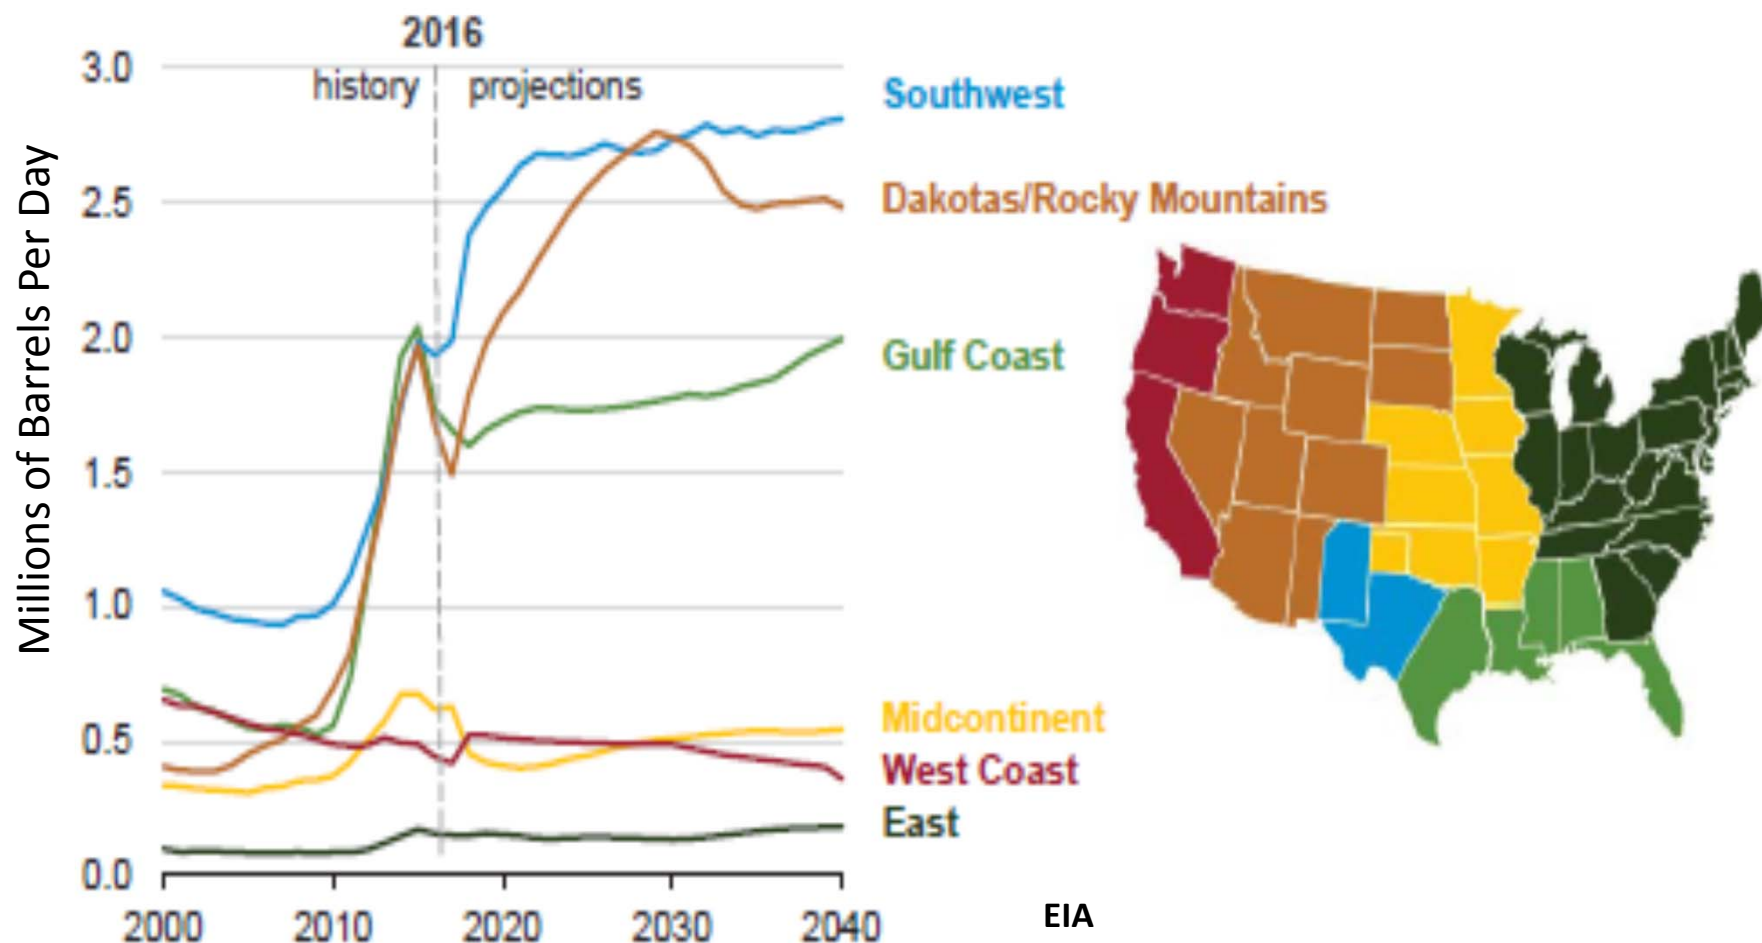 2016
history
projections
3.0
2.5
2.0
1.5
1.0
0.5
0.0
Millions of Barrels Per Day
2000
2010
2020
2030
2040
Southwest
Dakotas/Rocky Mountains
Gulf Coast
Midcontinent
West Coast
East
EIA